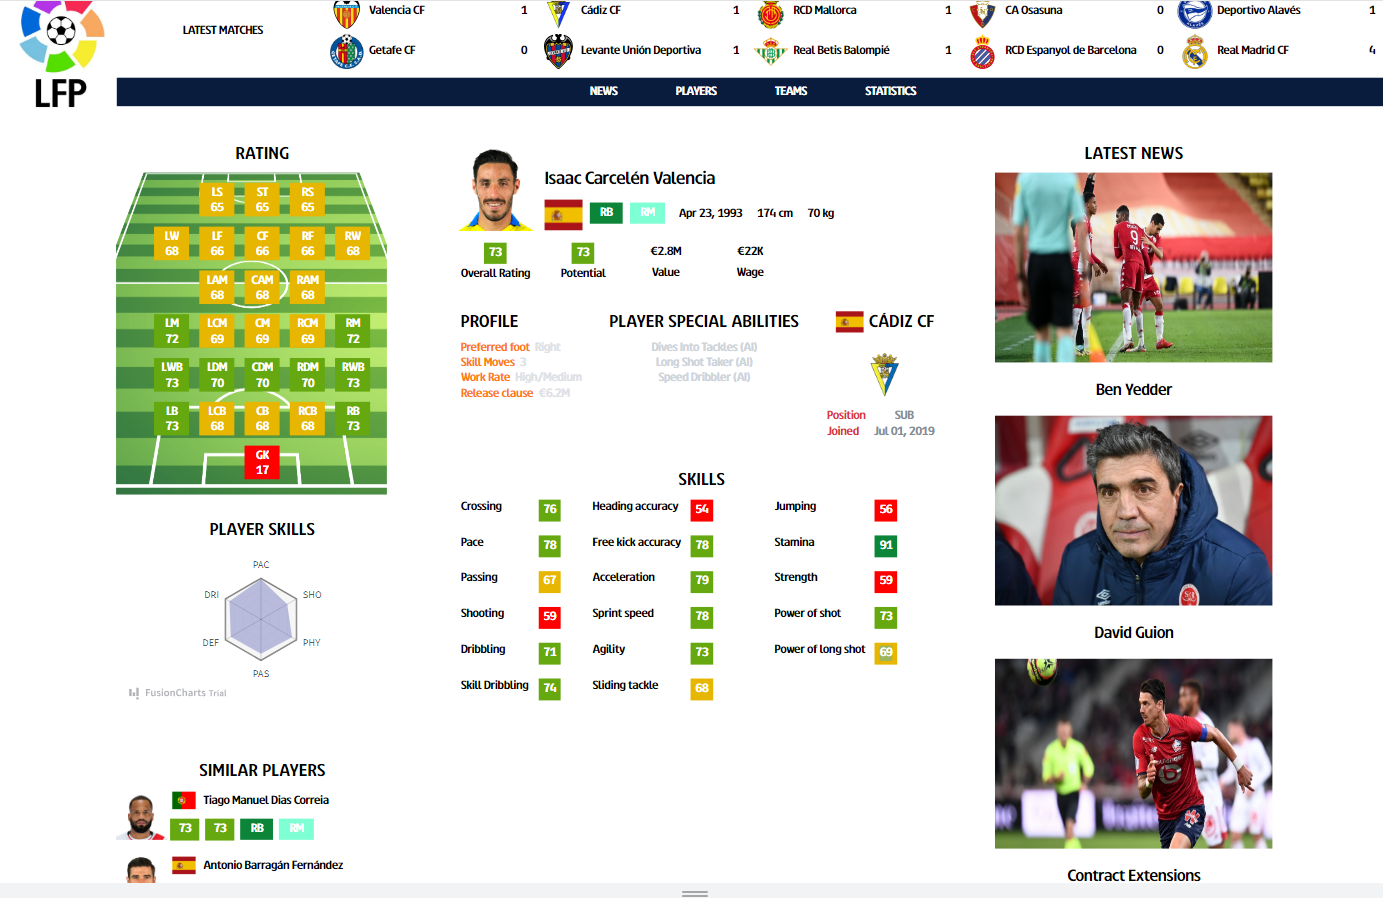 Valencia CF 1
Cádiz CF 1
RCD Mallorca 1
CA Osasuna 0
Deportivo Alavés 1
LATEST MATCHES
Getafe CF 0
Levante Unión Deportiva 1
Real Betis Balompié 1
RCD Espanyol de Barcelona 0
Real Madrid CF 4
LFP
NEWS PLAYERS TEAMS STATISTICS
RATING
LS ST RS
65 65 65
LW LF CF RF RW
68 66 66 66 68
LAM CAM RAM
68 68 68
LM LCM CM RCM RM
72 69 69 69 72
LWB LDM CDM RDM RWB
73 70 70 70 73
LB LCB CB RCB RB
73 68 68 68 73
GK
17
PLAYER SKILLS
PAC
DRI SHO
DEF PHY
PAS
FusionCharts Trial
SIMILAR PLAYERS
Tiago Manuel Dias Correia
73 73 RB RM
Antonio Barragán Fernández
Isaac Carcelén Valencia
RB RM Apr 23, 1993 174 cm 70 kg
73 73 €2.8M €22K
Overall Rating Potential Value Wage
PROFILE
Preferred foot Right
Skill Moves 3
Work Rate High/Medium
Release clause €6.2M
PLAYER SPECIAL ABILITIES
Dives Into Tackles (AI)
Long Shot Taker (AI)
Speed Dribbler (AI)
CÁDIZ CF
Position SUB
Joined Jul 01, 2019
SKILLS
Crossing 76 Heading accuracy 54 Jumping 56
Pace 78 Free kick accuracy 78 Stamina 91
Passing 67 Acceleration 79 Strength 59
Shooting 59 Sprint speed 78 Power of shot 73
Dribbling 71 Agility 73 Power of long shot 69
Skill Dribbling 74 Sliding tackle 68
LATEST NEWS
9
Ben Yedder
David Guion
Contract Extensions